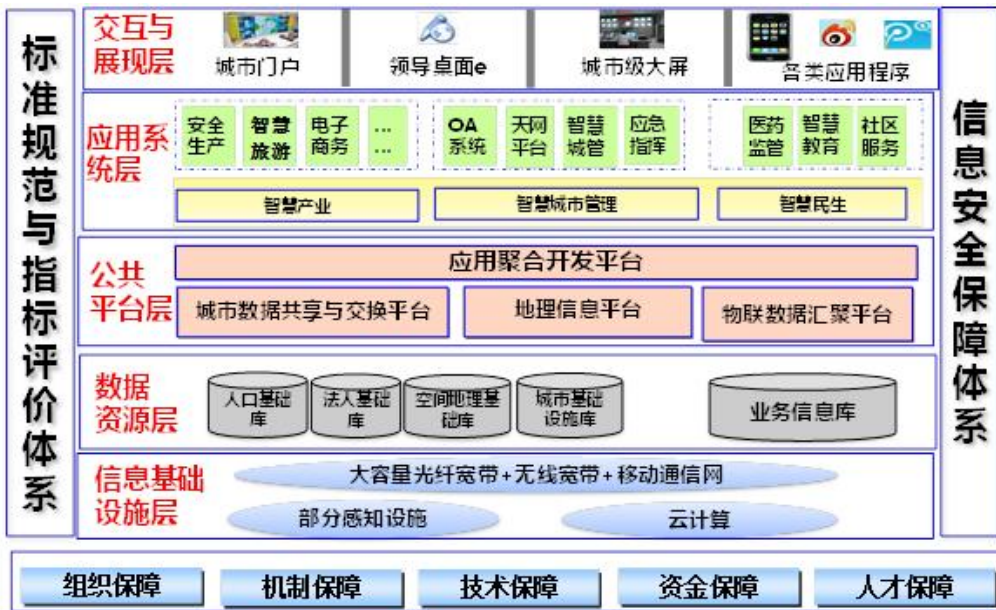 标准规范与指标评价体系
交互与
展现层
城市门户
领导桌面e
城市级大屏
各类应用程序
应用系
统层
安全
生产
智慧
旅游
电子
商务
...
...
OA
系统
天网
平台
智慧
城管
应急
指挥
医药
监管
智慧
教育
社区
服务
智慧产业
智慧城市管理
智慧民生
公共
平台层
应用聚合开发平台
城市数据共享与交换平台
地理信息平台
物联数据汇聚平台
数据
资源层
人口基础
库
法人基础
库
空间地理基
础库
城市基础
设施库
业务信息库
信息基础
设施层
大容量光纤宽带+无线宽带+移动通信网
部分感知设施
云计算
信息安全保障体系
组织保障
机制保障
技术保障
资金保障
人才保障